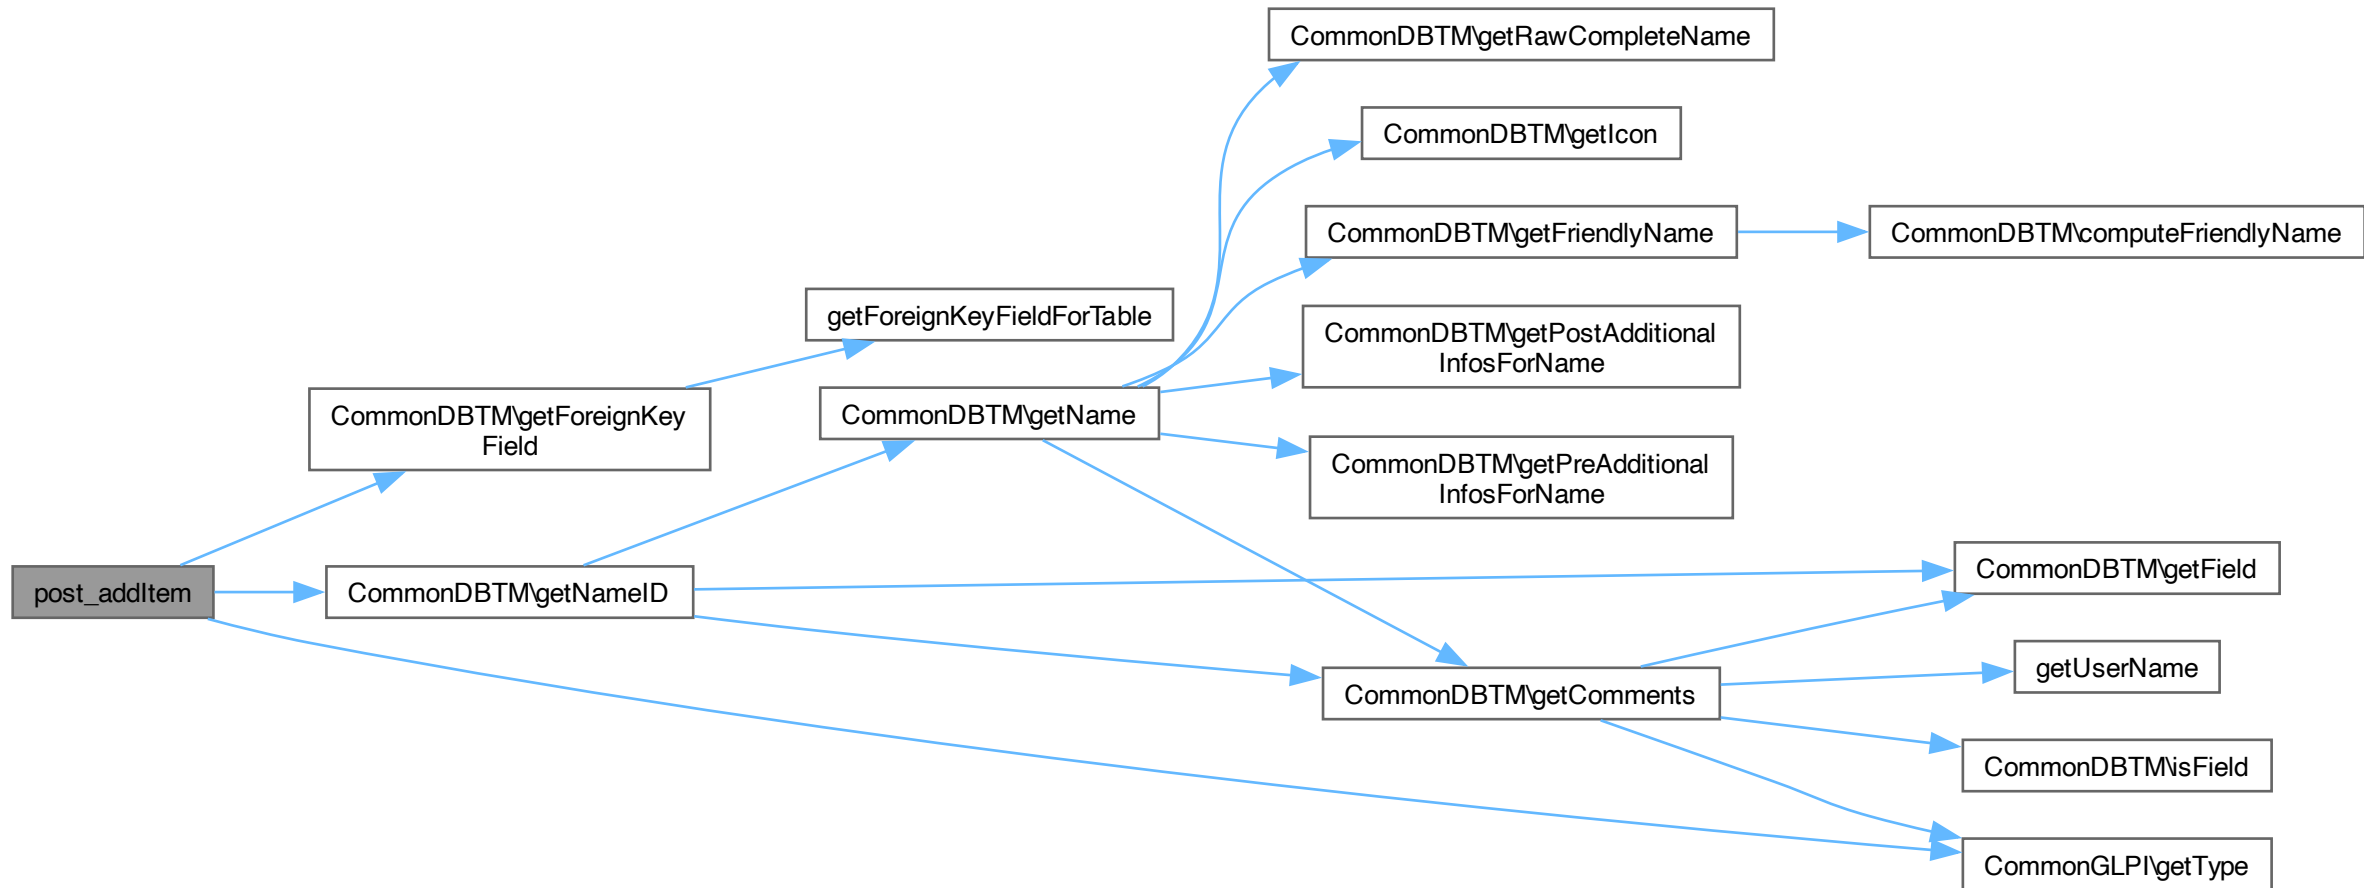 CommonDBTM\getRawCompleteName
CommonDBTM\getIcon
CommonDBTM\getFriendlyName
CommonDBTM\computeFriendlyName
getForeignKeyFieldForTable
CommonDBTM\getPostAdditional
InfosForName
CommonDBTM\getForeignKey
Field
CommonDBTM\getName
CommonDBTM\getPreAdditional
InfosForName
post_addItem
CommonDBTM\getNameID
CommonDBTM\getField
getUserName
CommonDBTM\getComments
CommonDBTM\isField
CommonGLPI\getType